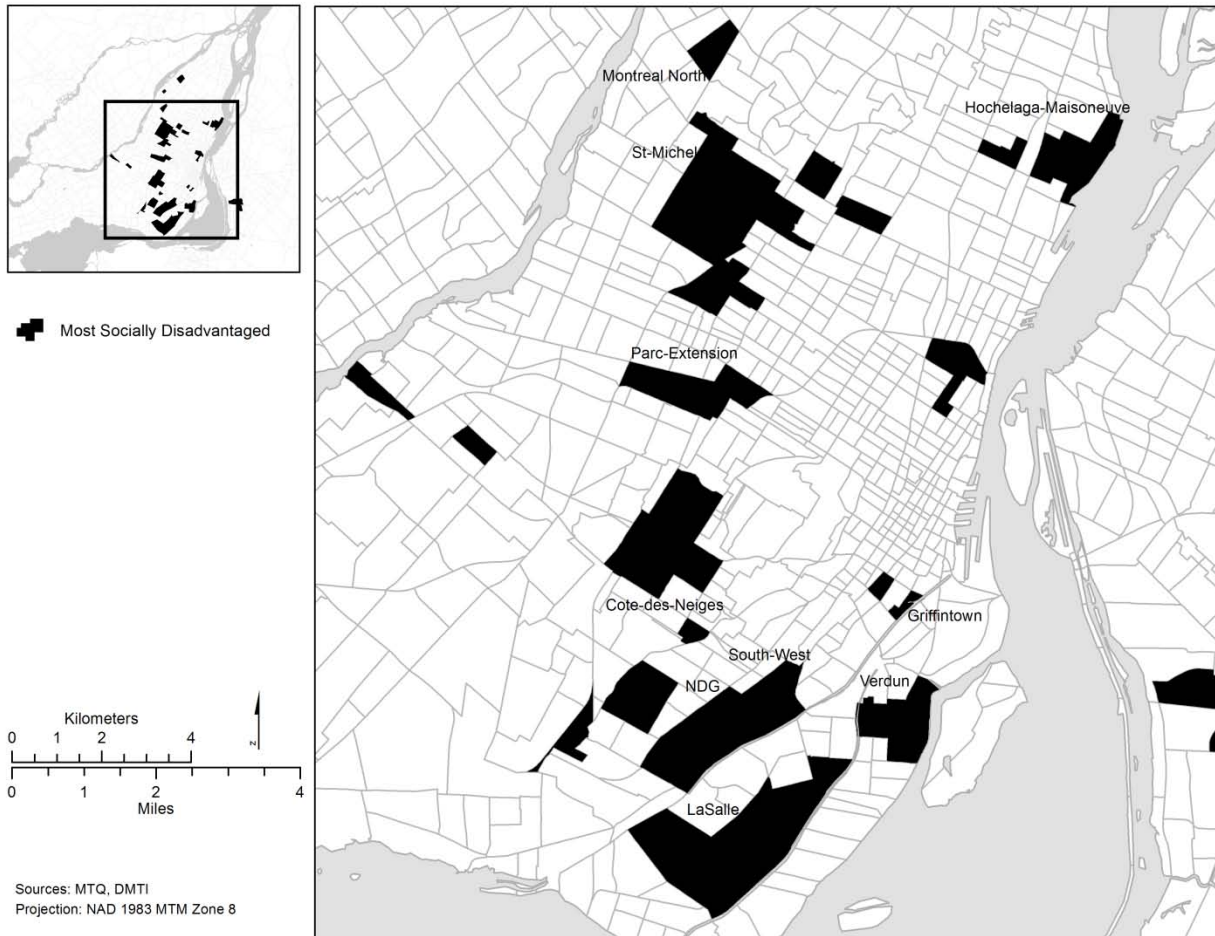 Montreal North
Hochelaga-Maisoneuve
St-Michel
Most Socially Disadvantaged
Parc-Extension
Cote-des-Neiges
Griffintown
South-West
NDG
Verdun
LaSalle
Kilometers
0 2 4
N
0 1 2 4
Miles
Sources: MTQ, DMTI
Projection: NAD 1983 MTM Zone 8